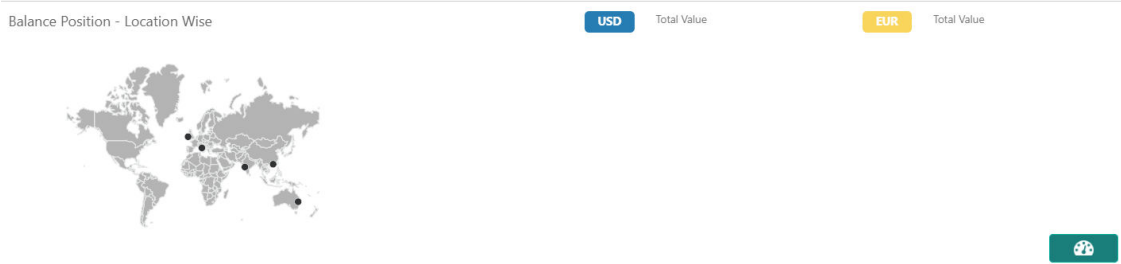 Balance Position - Location Wise
USD Total Value
EUR Total Value